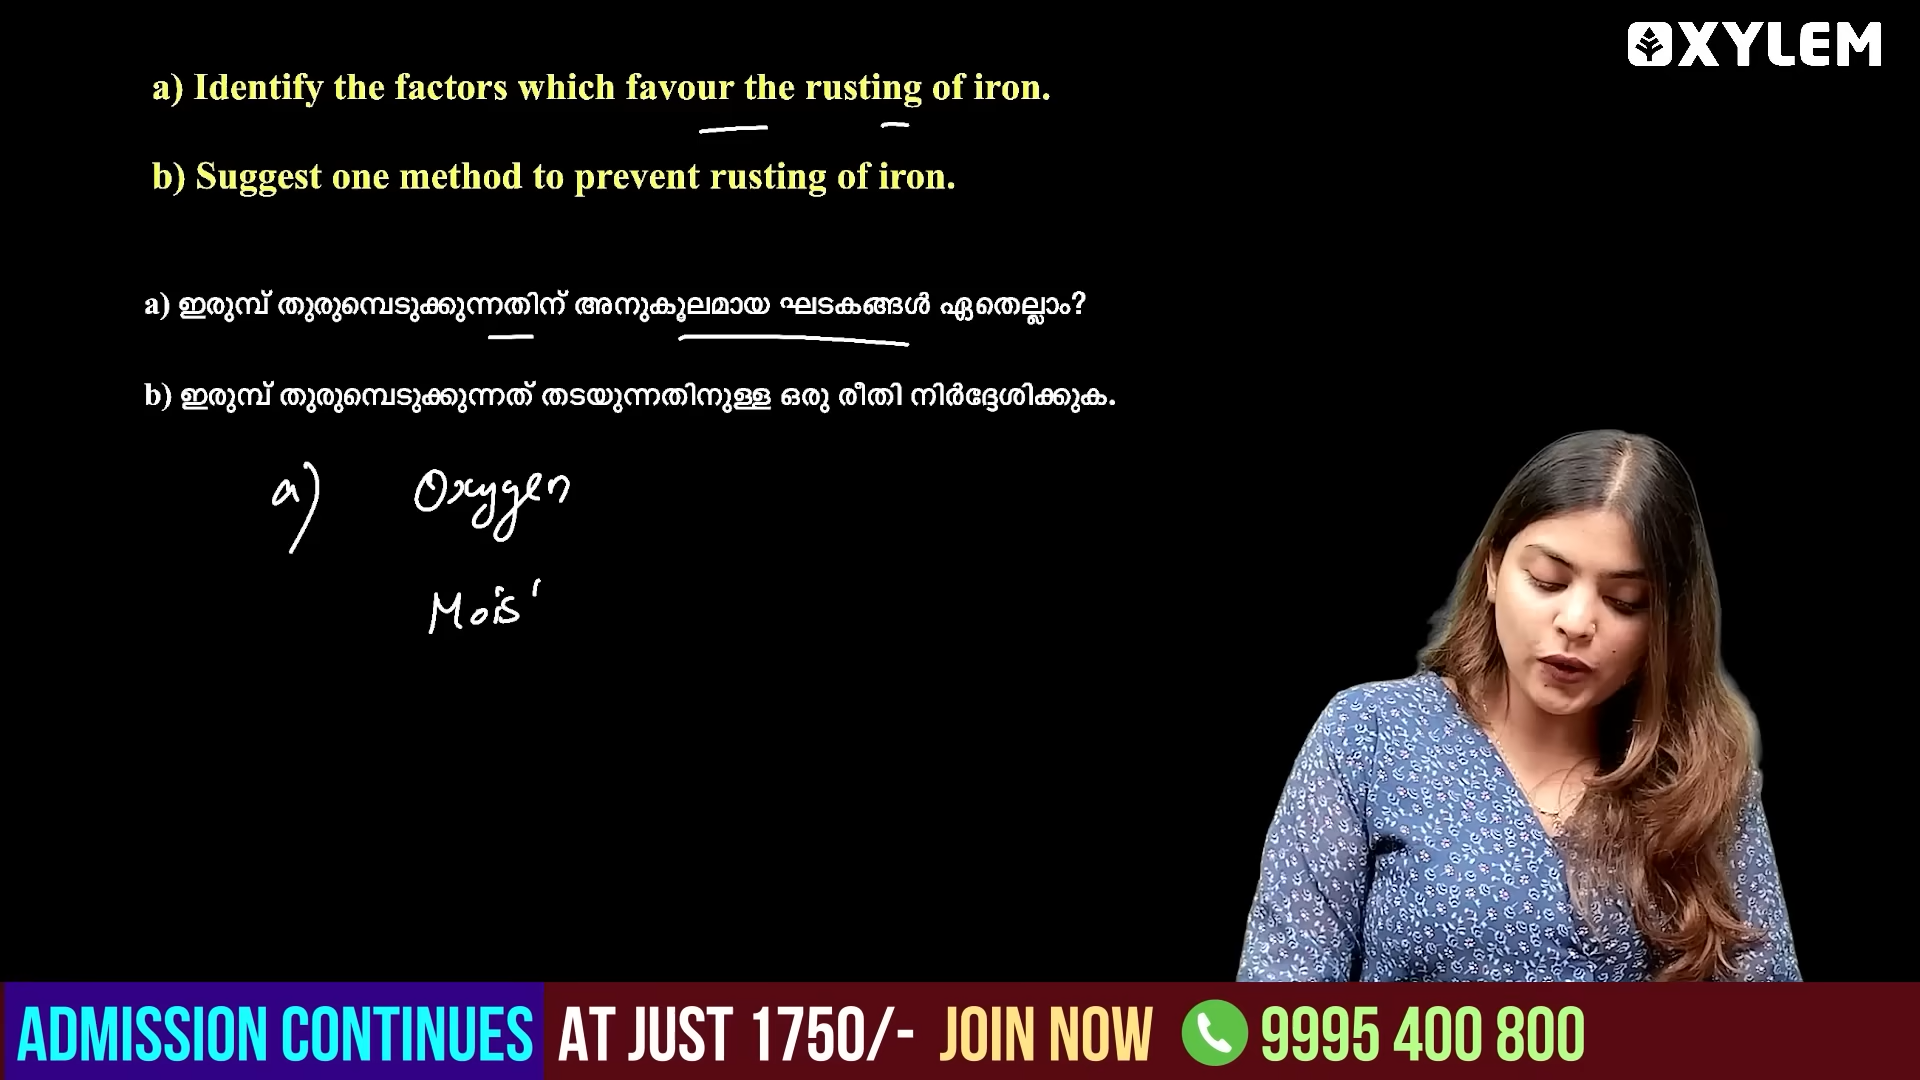 OXYLEM
a) Identify the factors which favour the rusting of iron.
b) Suggest one method to prevent rusting of iron.
a) ഇരുമ്പ് തുരുമ്പെടുക്കുന്നതിന് അനുകൂലമായ ഘടകങ്ങൾ ഏതെല്ലാം?
b) ഇരുമ്പ് തുരുമ്പെടുക്കുന്നത് തടയുന്നതിനുള്ള ഒരു രീതി നിർദ്ദേശിക്കുക.
a) Oxygen
Mois
ADMISSION CONTINUES AT JUST 1750/- JOIN NOW 9995 400 800